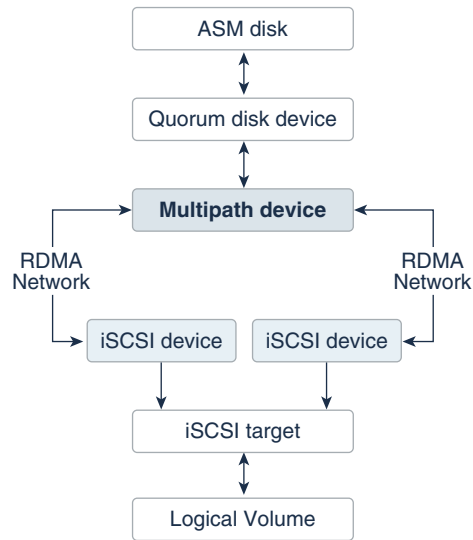 ASM disk
Quorum disk device
Multipath device
RDMA
Network
RDMA
Network
iSCSI device
iSCSI device
iSCSI target
Logical Volume